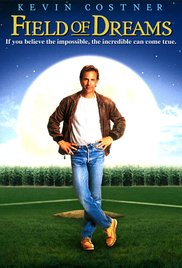 KEVIN COSTNER
FIELD OF DREAMS
If you believe the impossible, the incredible can come true.